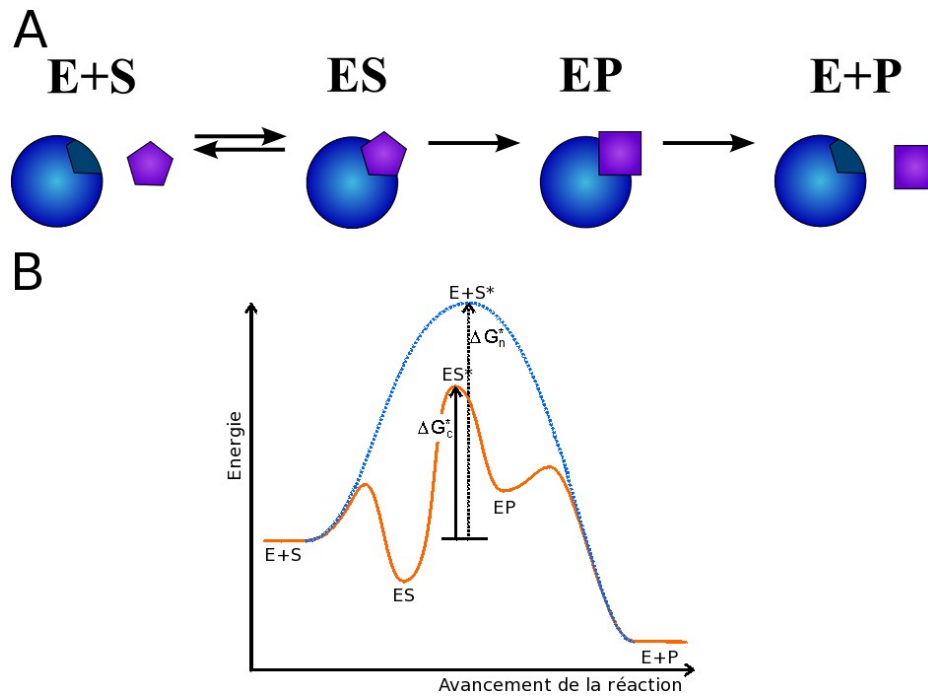 A
E+S ES EP E+P
B
E+S*
ΔG*n
ES*
ΔG*c
Energie
EP
E+S
ES
E+P
Avancement de la réaction